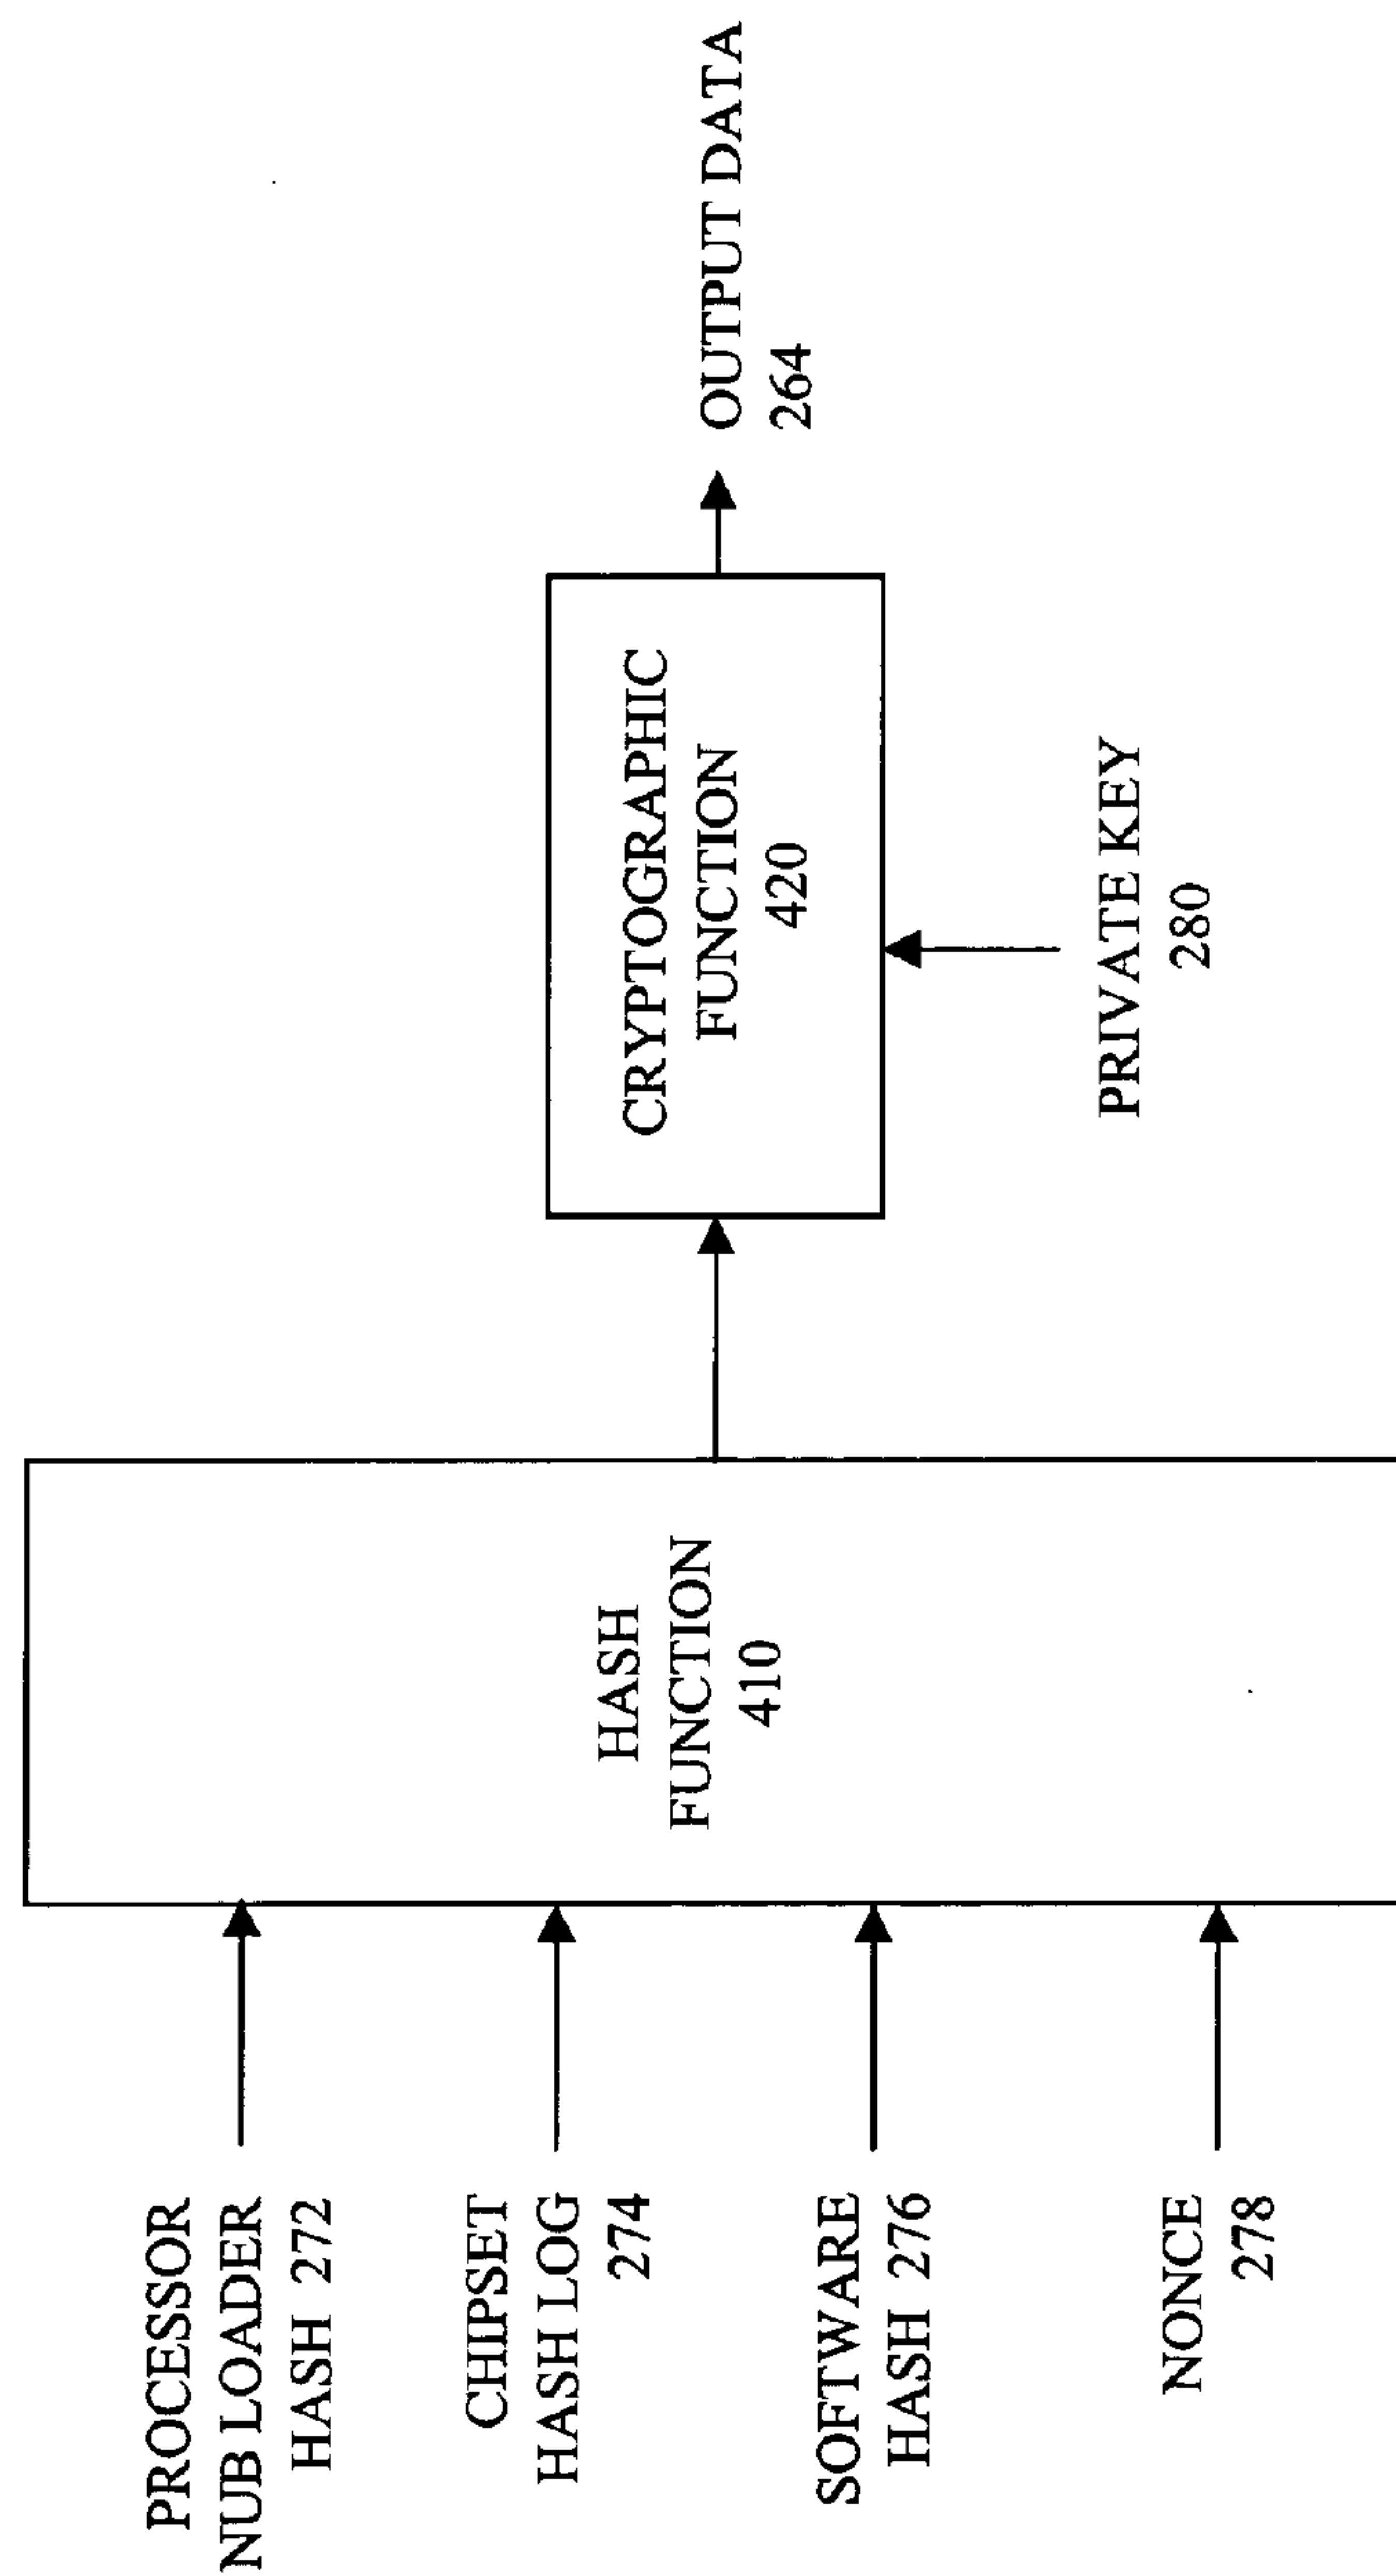 PROCESSOR
NUB LOADER
HASH 272
CHIPSET
HASH LOG
274
SOFTWARE
HASH 276
NONCE
278
HASH
FUNCTION
410
CRYPTOGRAPHIC
FUNCTION
420
PRIVATE KEY
280
OUTPUT DATA
264